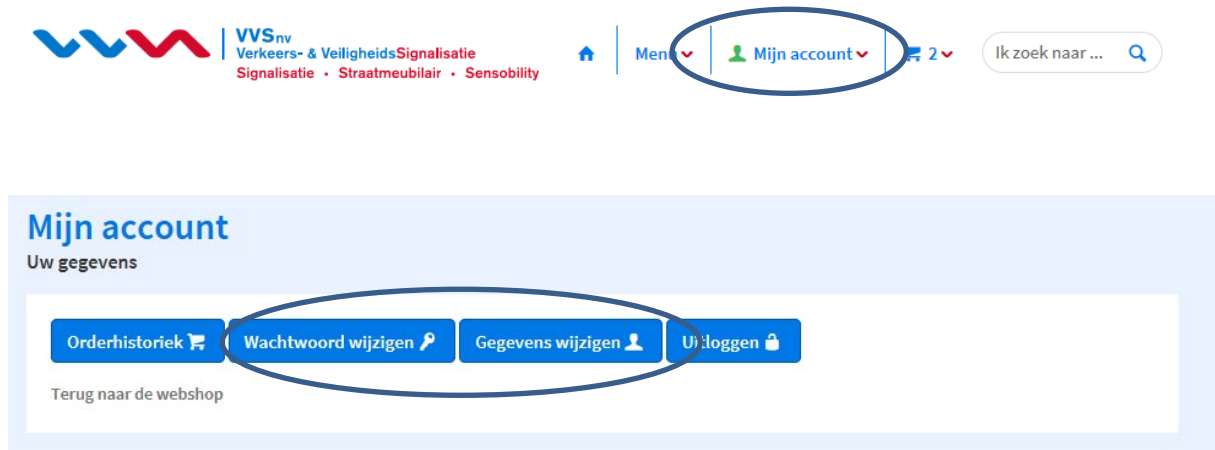 VVSnv
Verkeers- & VeiligheidsSignalisatie
Signalisatie • Straatmeubilair • Sensobility
Menu Mijn account 2 Ik zoek naar ...
Mijn account
Uw gegevens
Orderhistoriek Wachtwoord wijzigen Gegevens wijzigen Uitloggen
Terug naar de webshop